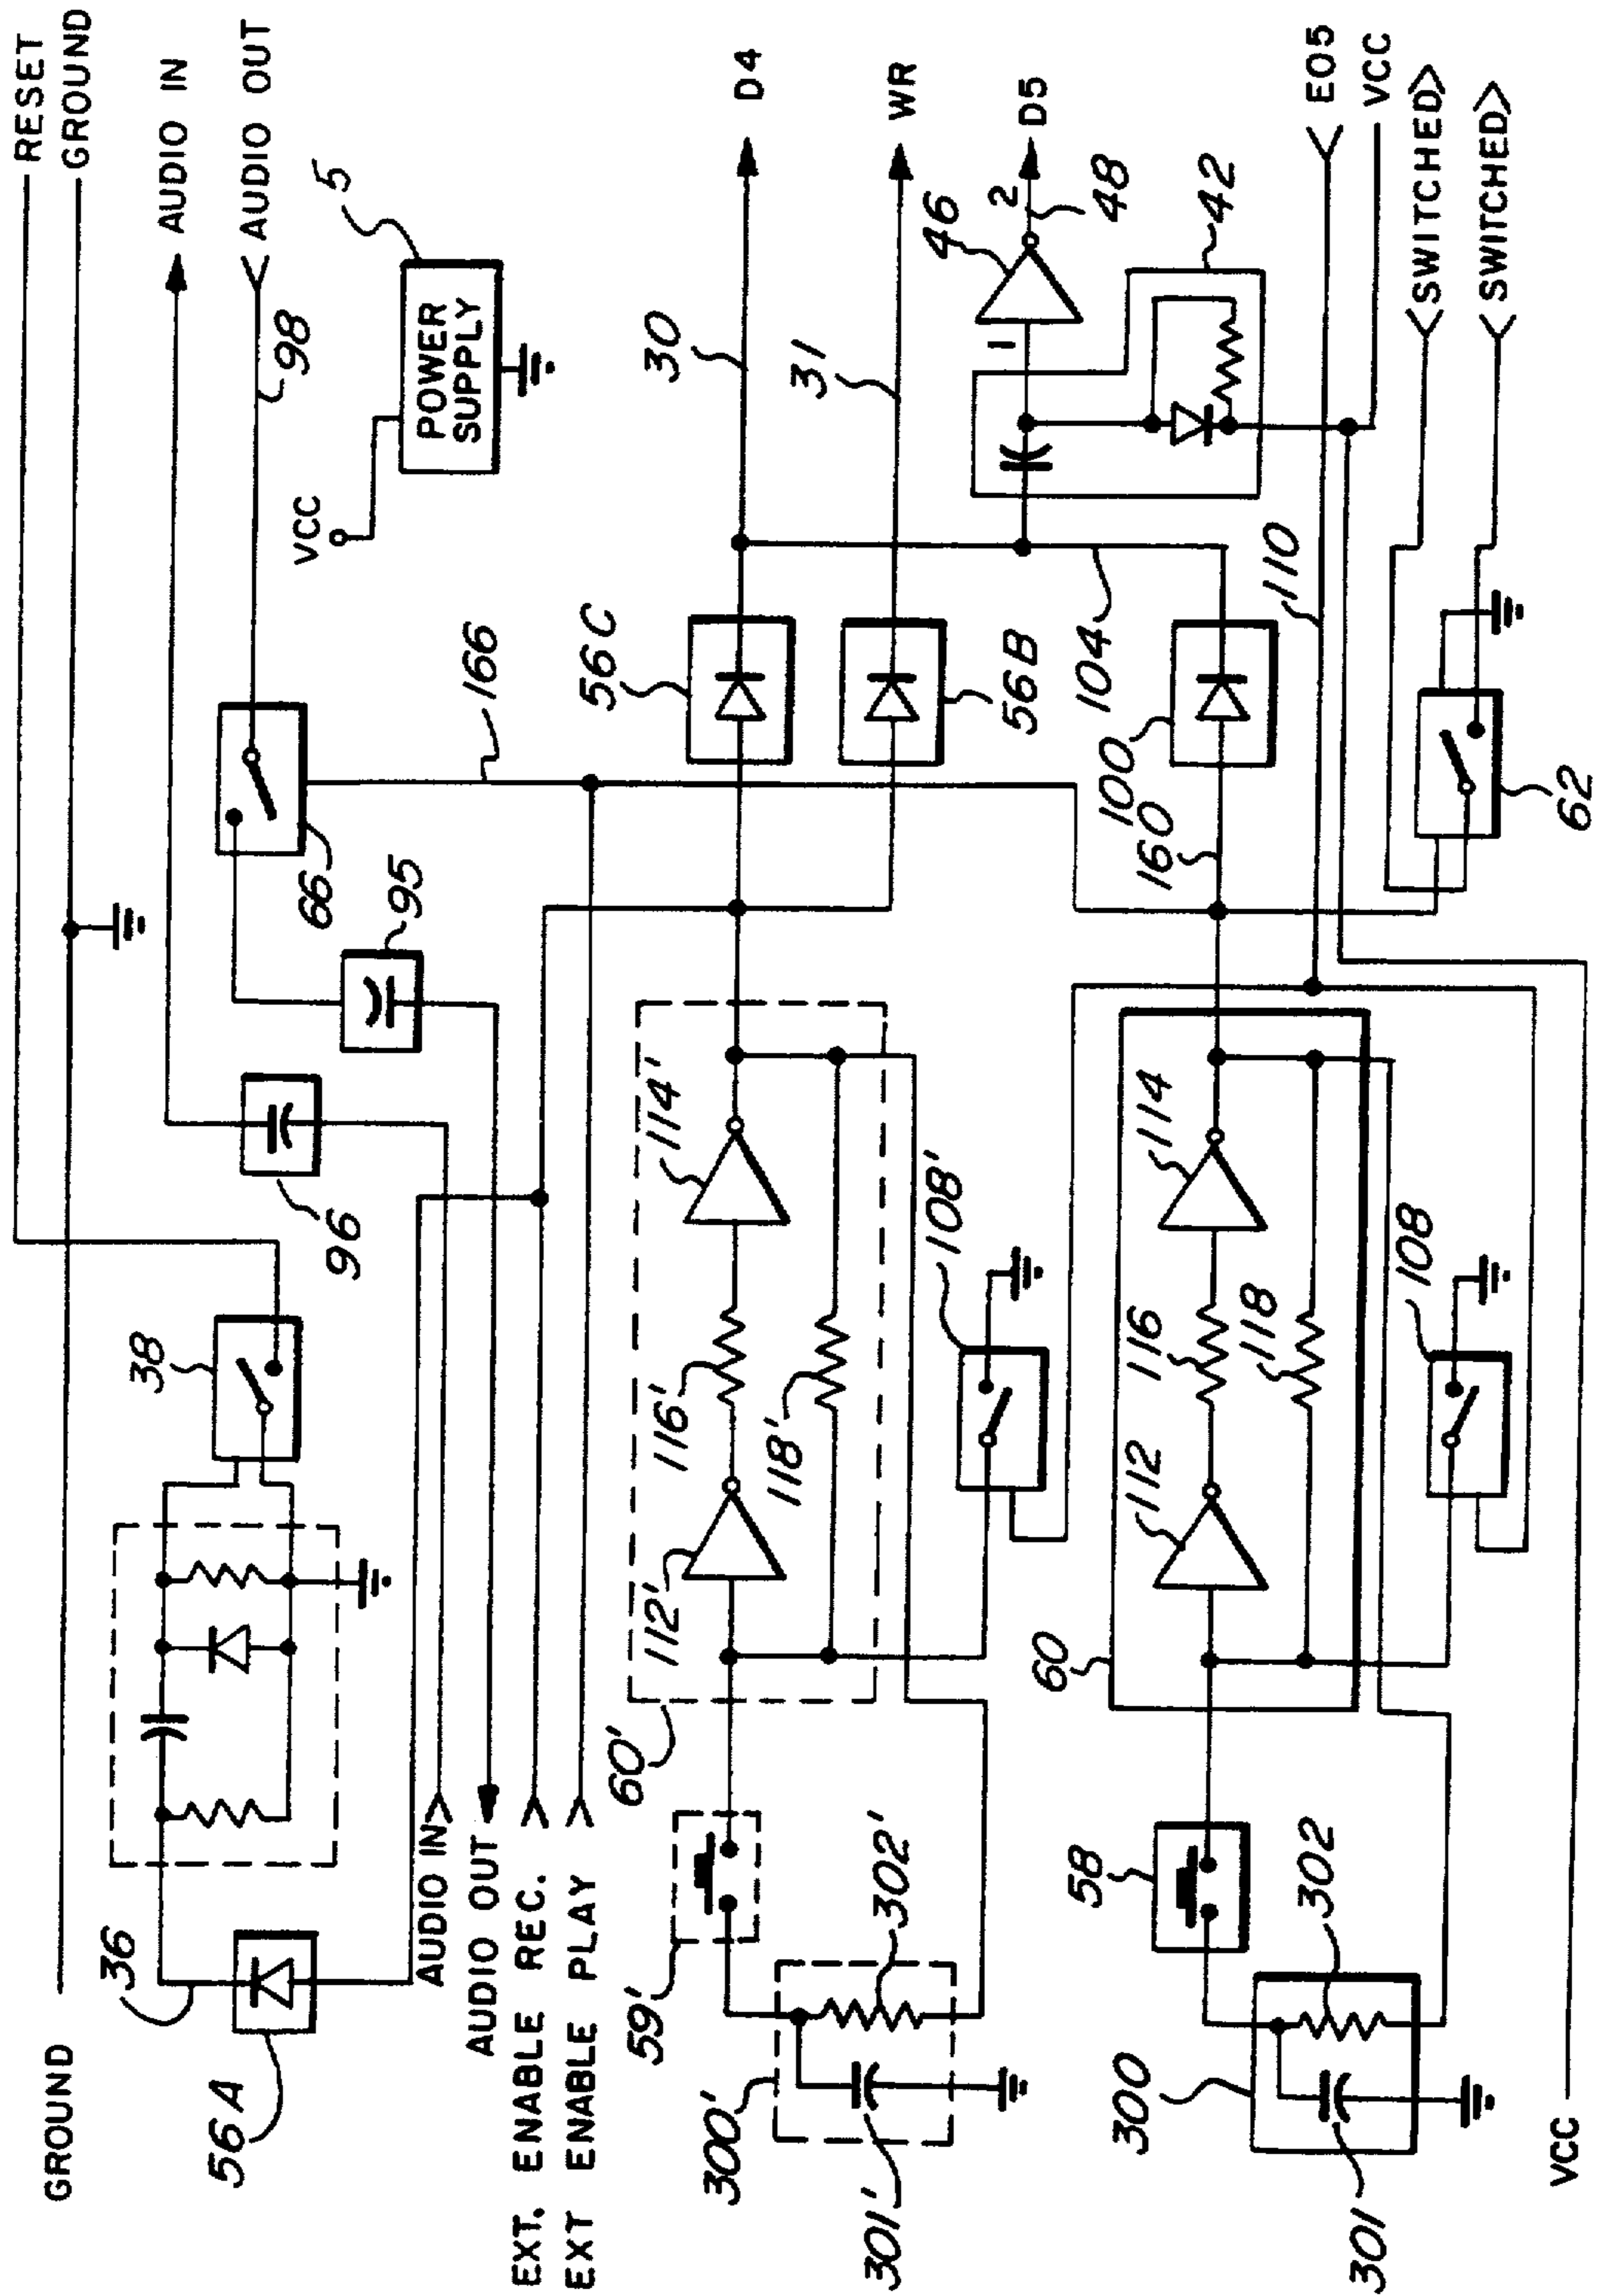 RESET
GROUND
AUDIO IN
AUDIO OUT
98
5
POWER
SUPPLY
VCC
166
66
95
96
38
36
56A
GROUND
AUDIO IN
AUDIO OUT
EXT. ENABLE REC.
EXT ENABLE PLAY
D4
30
WR
31
D5
46
2
48
1
42
56C
56B
104
100
160
110
E05
VCC
<SWITCHED>
<SWITCHED>
62
114'
116'
118'
112'
60'
108'
59'
302'
300'
301'
114
116
118
112
60
108
58
302
300
301
VCC